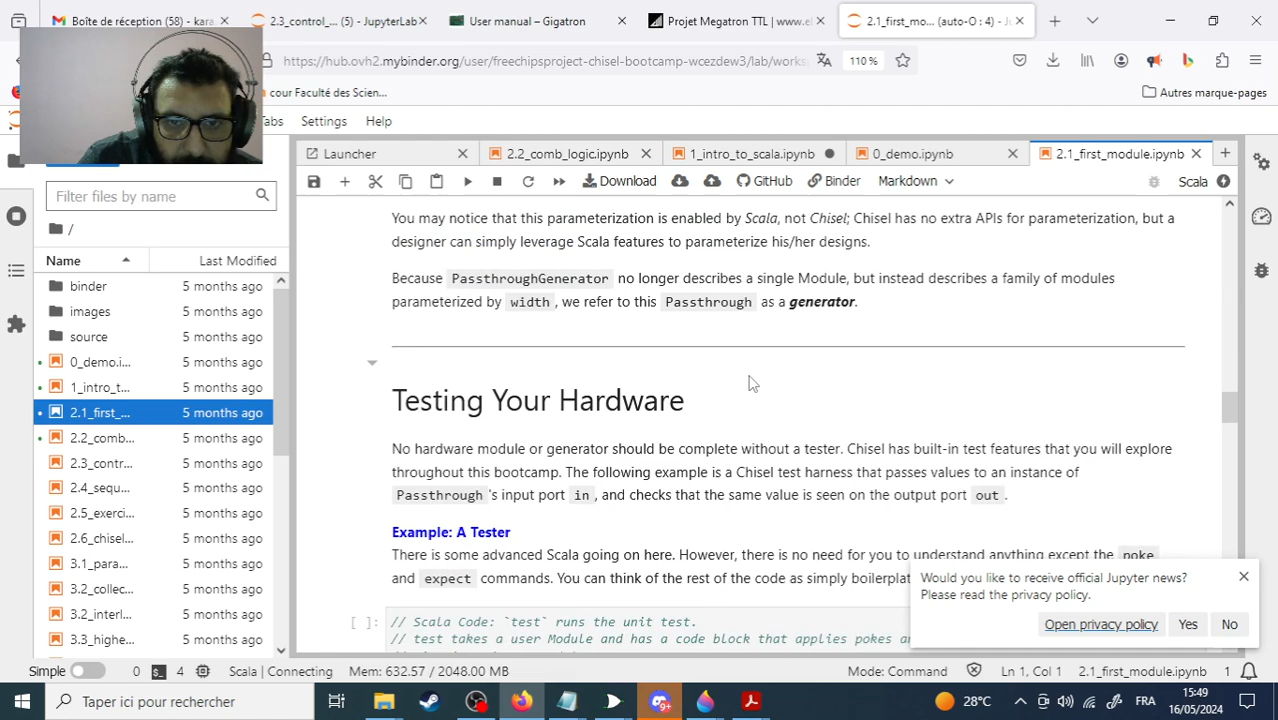 Boîte de réception (58) - kara
2.3_control_... (5) - JupyterLab
User manual – Gigatron
Projet Megatron TTL | www.el
2.1_first_mo... (auto-O : 4) - Ju
https://hub.ovh2.mybinder.org/user/freechipsproject-chisel-bootcamp-wcezdew3/lab/works
110 %
cour Faculté des Scien...
Autres marque-pages
Tabs
Settings
Help
Launcher
2.2_comb_logic.ipynb
1_intro_to_scala.ipynb
0_demo.ipynb
2.1_first_module.ipynb
Filter files by name
Download
GitHub
Binder
Markdown
Scala
/
Name
Last Modified
binder 5 months ago
images 5 months ago
source 5 months ago
0_demo.i... 5 months ago
1_intro_t... 5 months ago
2.1_first_... 5 months ago
2.2_comb... 5 months ago
2.3_contr... 5 months ago
2.4_sequ... 5 months ago
2.5_exerci... 5 months ago
2.6_chisel... 5 months ago
3.1_para... 5 months ago
3.2_collec... 5 months ago
3.2_interl... 5 months ago
3.3_highe... 5 months ago
You may notice that this parameterization is enabled by Scala, not Chisel; Chisel has no extra APIs for parameterization, but a
designer can simply leverage Scala features to parameterize his/her designs.
Because PassthroughGenerator no longer describes a single Module, but instead describes a family of modules
parameterized by width, we refer to this Passthrough as a generator.
Testing Your Hardware
No hardware module or generator should be complete without a tester. Chisel has built-in test features that you will explore
throughout this bootcamp. The following example is a Chisel test harness that passes values to an instance of
Passthrough's input port in, and checks that the same value is seen on the output port out.
Example: A Tester
There is some advanced Scala going on here. However, there is no need for you to understand anything except the poke
and expect commands. You can think of the rest of the code as simply boilerplat
[ ]:
// Scala Code: `test` runs the unit test.
// test takes a user Module and has a code block that applies pokes an
Would you like to receive official Jupyter news?
Please read the privacy policy.
Open privacy policy
Yes
No
Simple
0
4
Scala | Connecting
Mem: 632.57 / 2048.00 MB
Mode: Command
Ln 1, Col 1
2.1_first_module.ipynb
1
Taper ici pour rechercher
28°C
FRA
15:49
16/05/2024